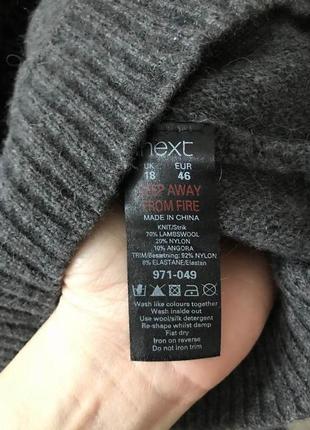 next
UK EUR
18 46
KEEP AWAY
FROM FIRE
MADE IN CHINA
KNIT/Strik
70% LAMBSWOOL
20% NYLON
10% ANGORA
TRIM/Besætning: 92% NYLON
8% ELASTANE/Elastan
971-049
Wash like colours together
Wash inside out
Use wool/silk detergent
Re-shape whilst damp
Flat dry
Iron on reverse
Do not iron trim